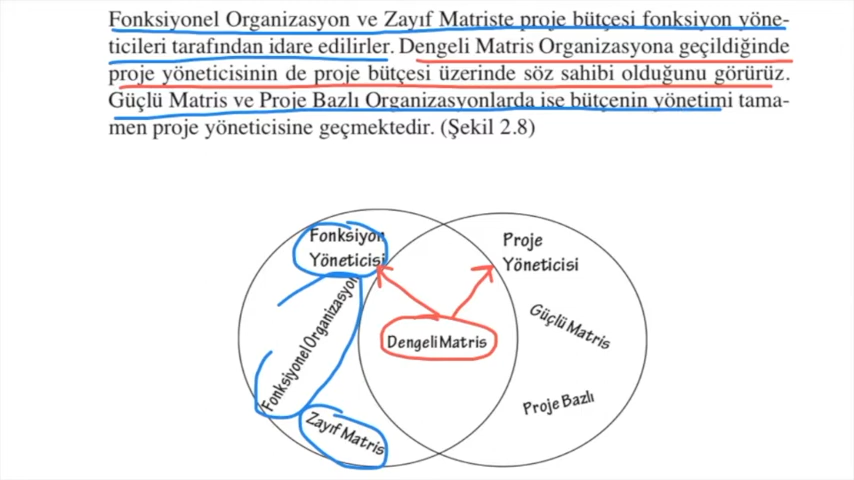 Fonksiyonel Organizasyon ve Zayıf Matriste proje bütçesi fonksiyon yöne-
ticileri tarafından idare edilirler. Dengeli Matris Organizasyona geçildiğinde
proje yöneticisinin de proje bütçesi üzerinde söz sahibi olduğunu görürüz.
Güçlü Matris ve Proje Bazlı Organizasyonlarda ise bütçenin yönetimi tama-
men proje yöneticisine geçmektedir. (Şekil 2.8)
Fonksiyon
Yöneticisi
Fonksiyonel Organizasyon
Zayıf Matris
Dengeli Matris
Proje
Yöneticisi
Güçlü Matris
Proje Bazlı